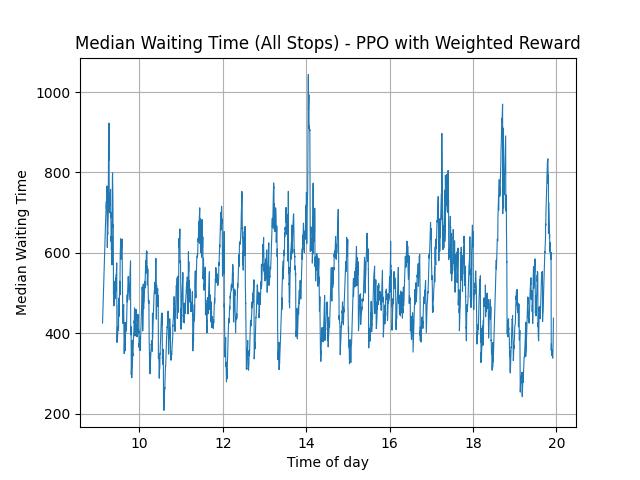 Median Waiting Time (All Stops) - PPO with Weighted Reward
1000
800
600
400
200
Median Waiting Time
10 12 14 16 18 20
Time of day